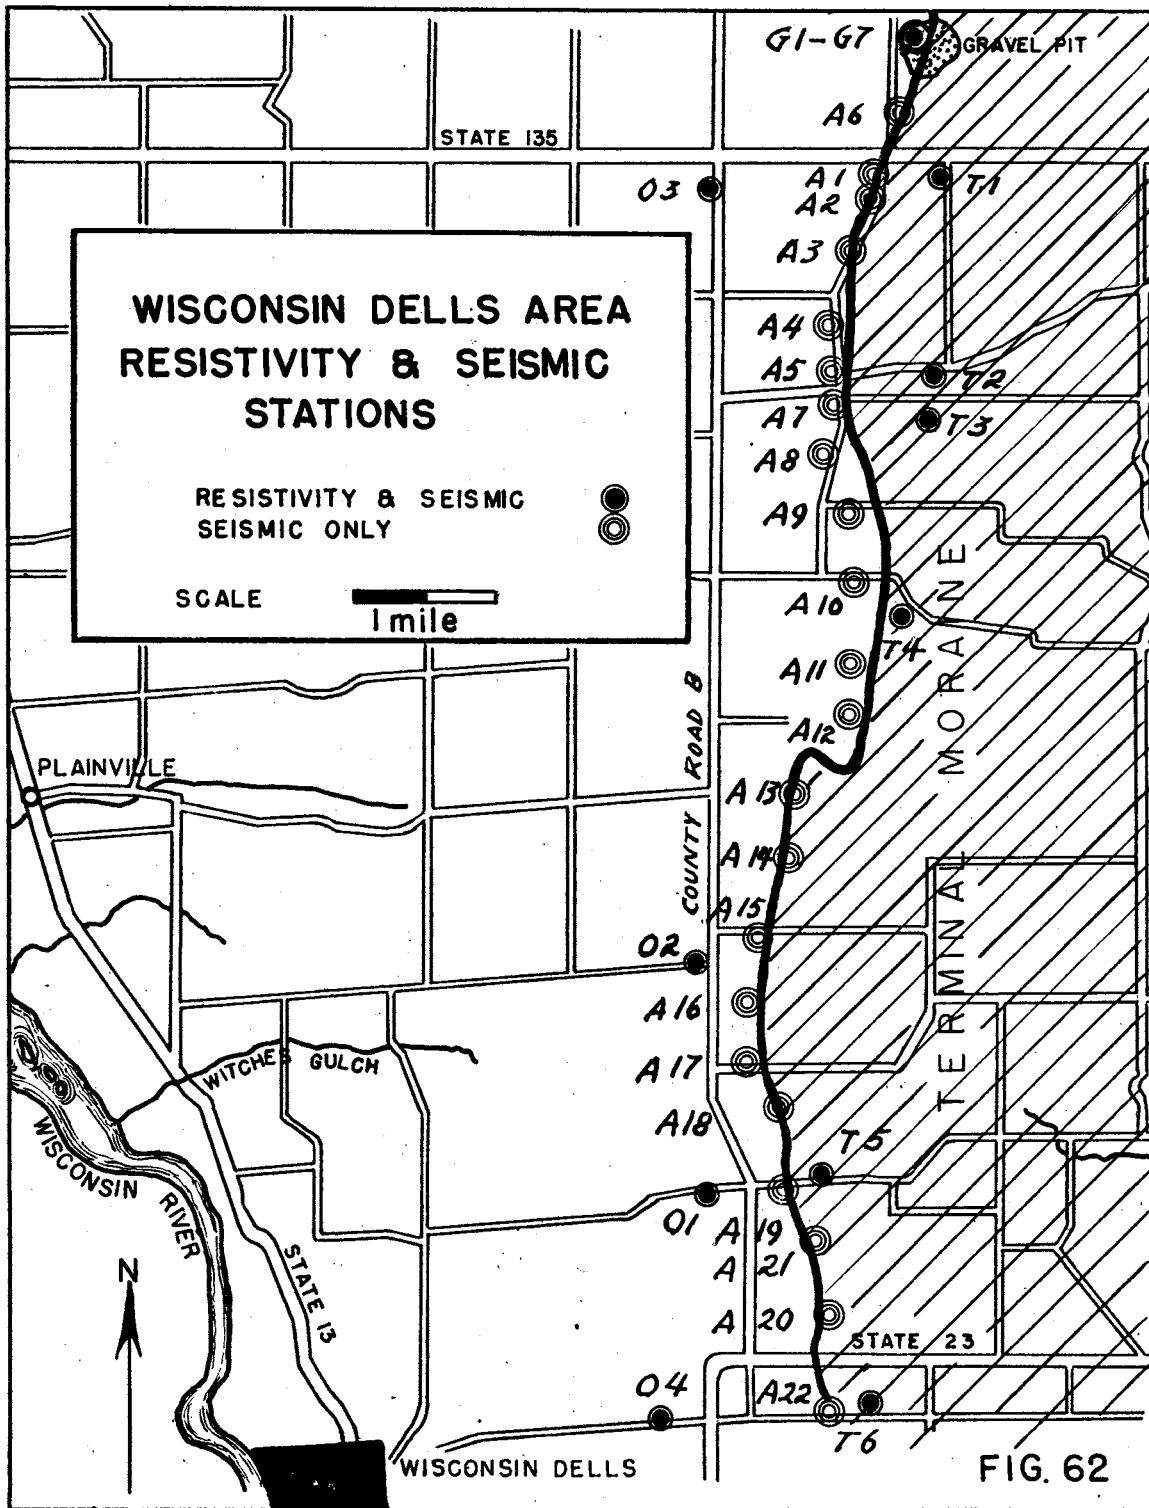 G1-G7
GRAVEL PIT
A6
STATE 135
A1
T1
O3
A2
A3
WISCONSIN DELLS AREA
RESISTIVITY & SEISMIC
STATIONS
A4
A5
T2
A7
T3
A8
RESISTIVITY & SEISMIC
SEISMIC ONLY
A9
SCALE
1 mile
A10
T4
A11
A12
COUNTY ROAD B
TERMINAL MORAINE
PLAINVILLE
A13
A14
A15
O2
A16
WITCHES GULCH
A17
A18
WISCONSIN RIVER
T5
O1
A19
A21
N
STATE 13
A20
STATE 23
O4
A22
T6
WISCONSIN DELLS
FIG. 62